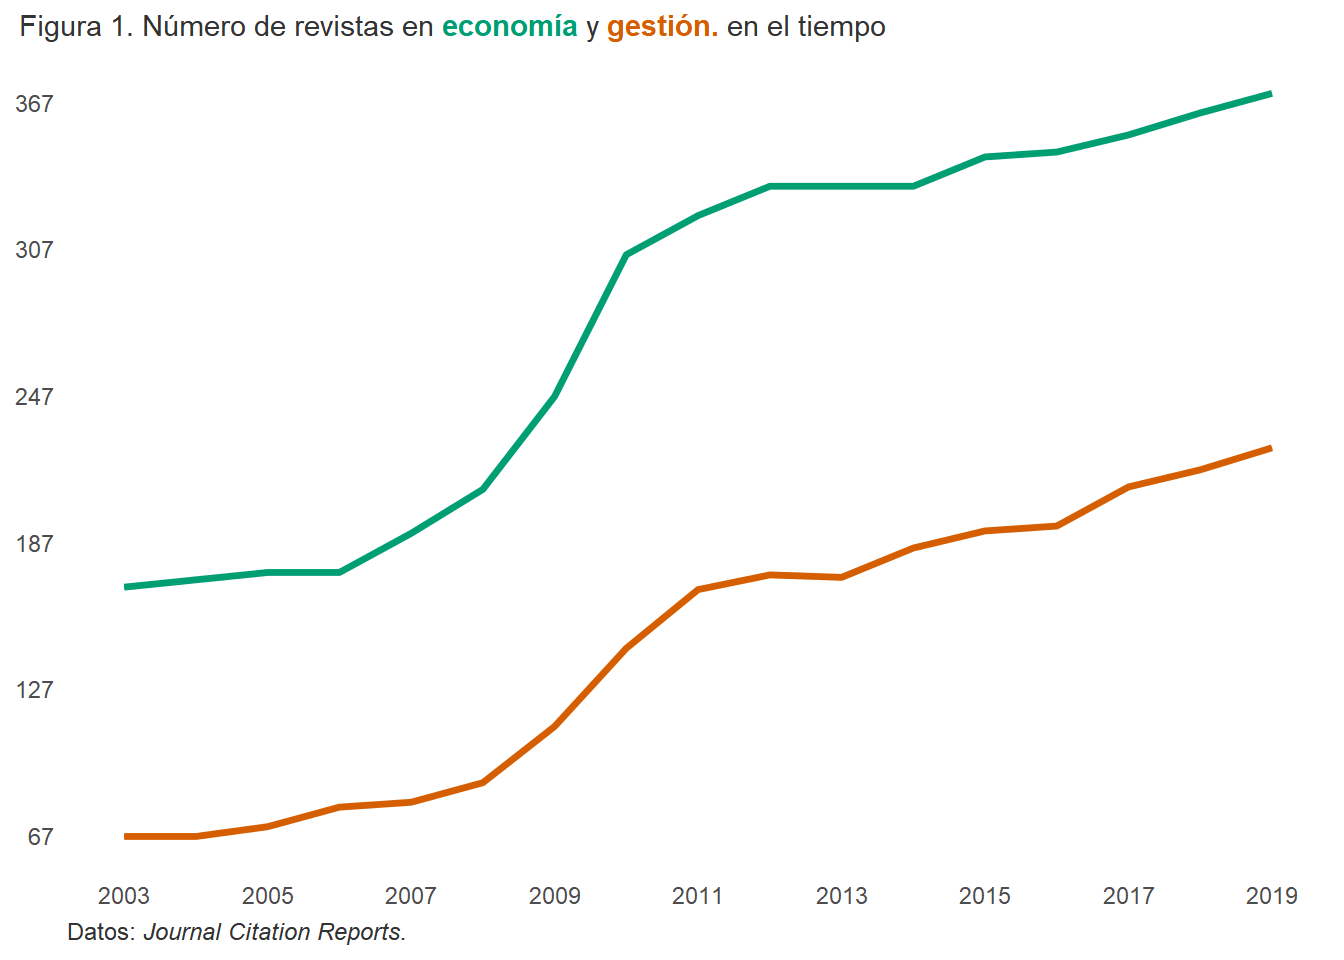 Figura 1. Número de revistas en economía y gestión. en el tiempo
367
307
247
187
127
67
2003 2005 2007 2009 2011 2013 2015 2017 2019
Datos: Journal Citation Reports.